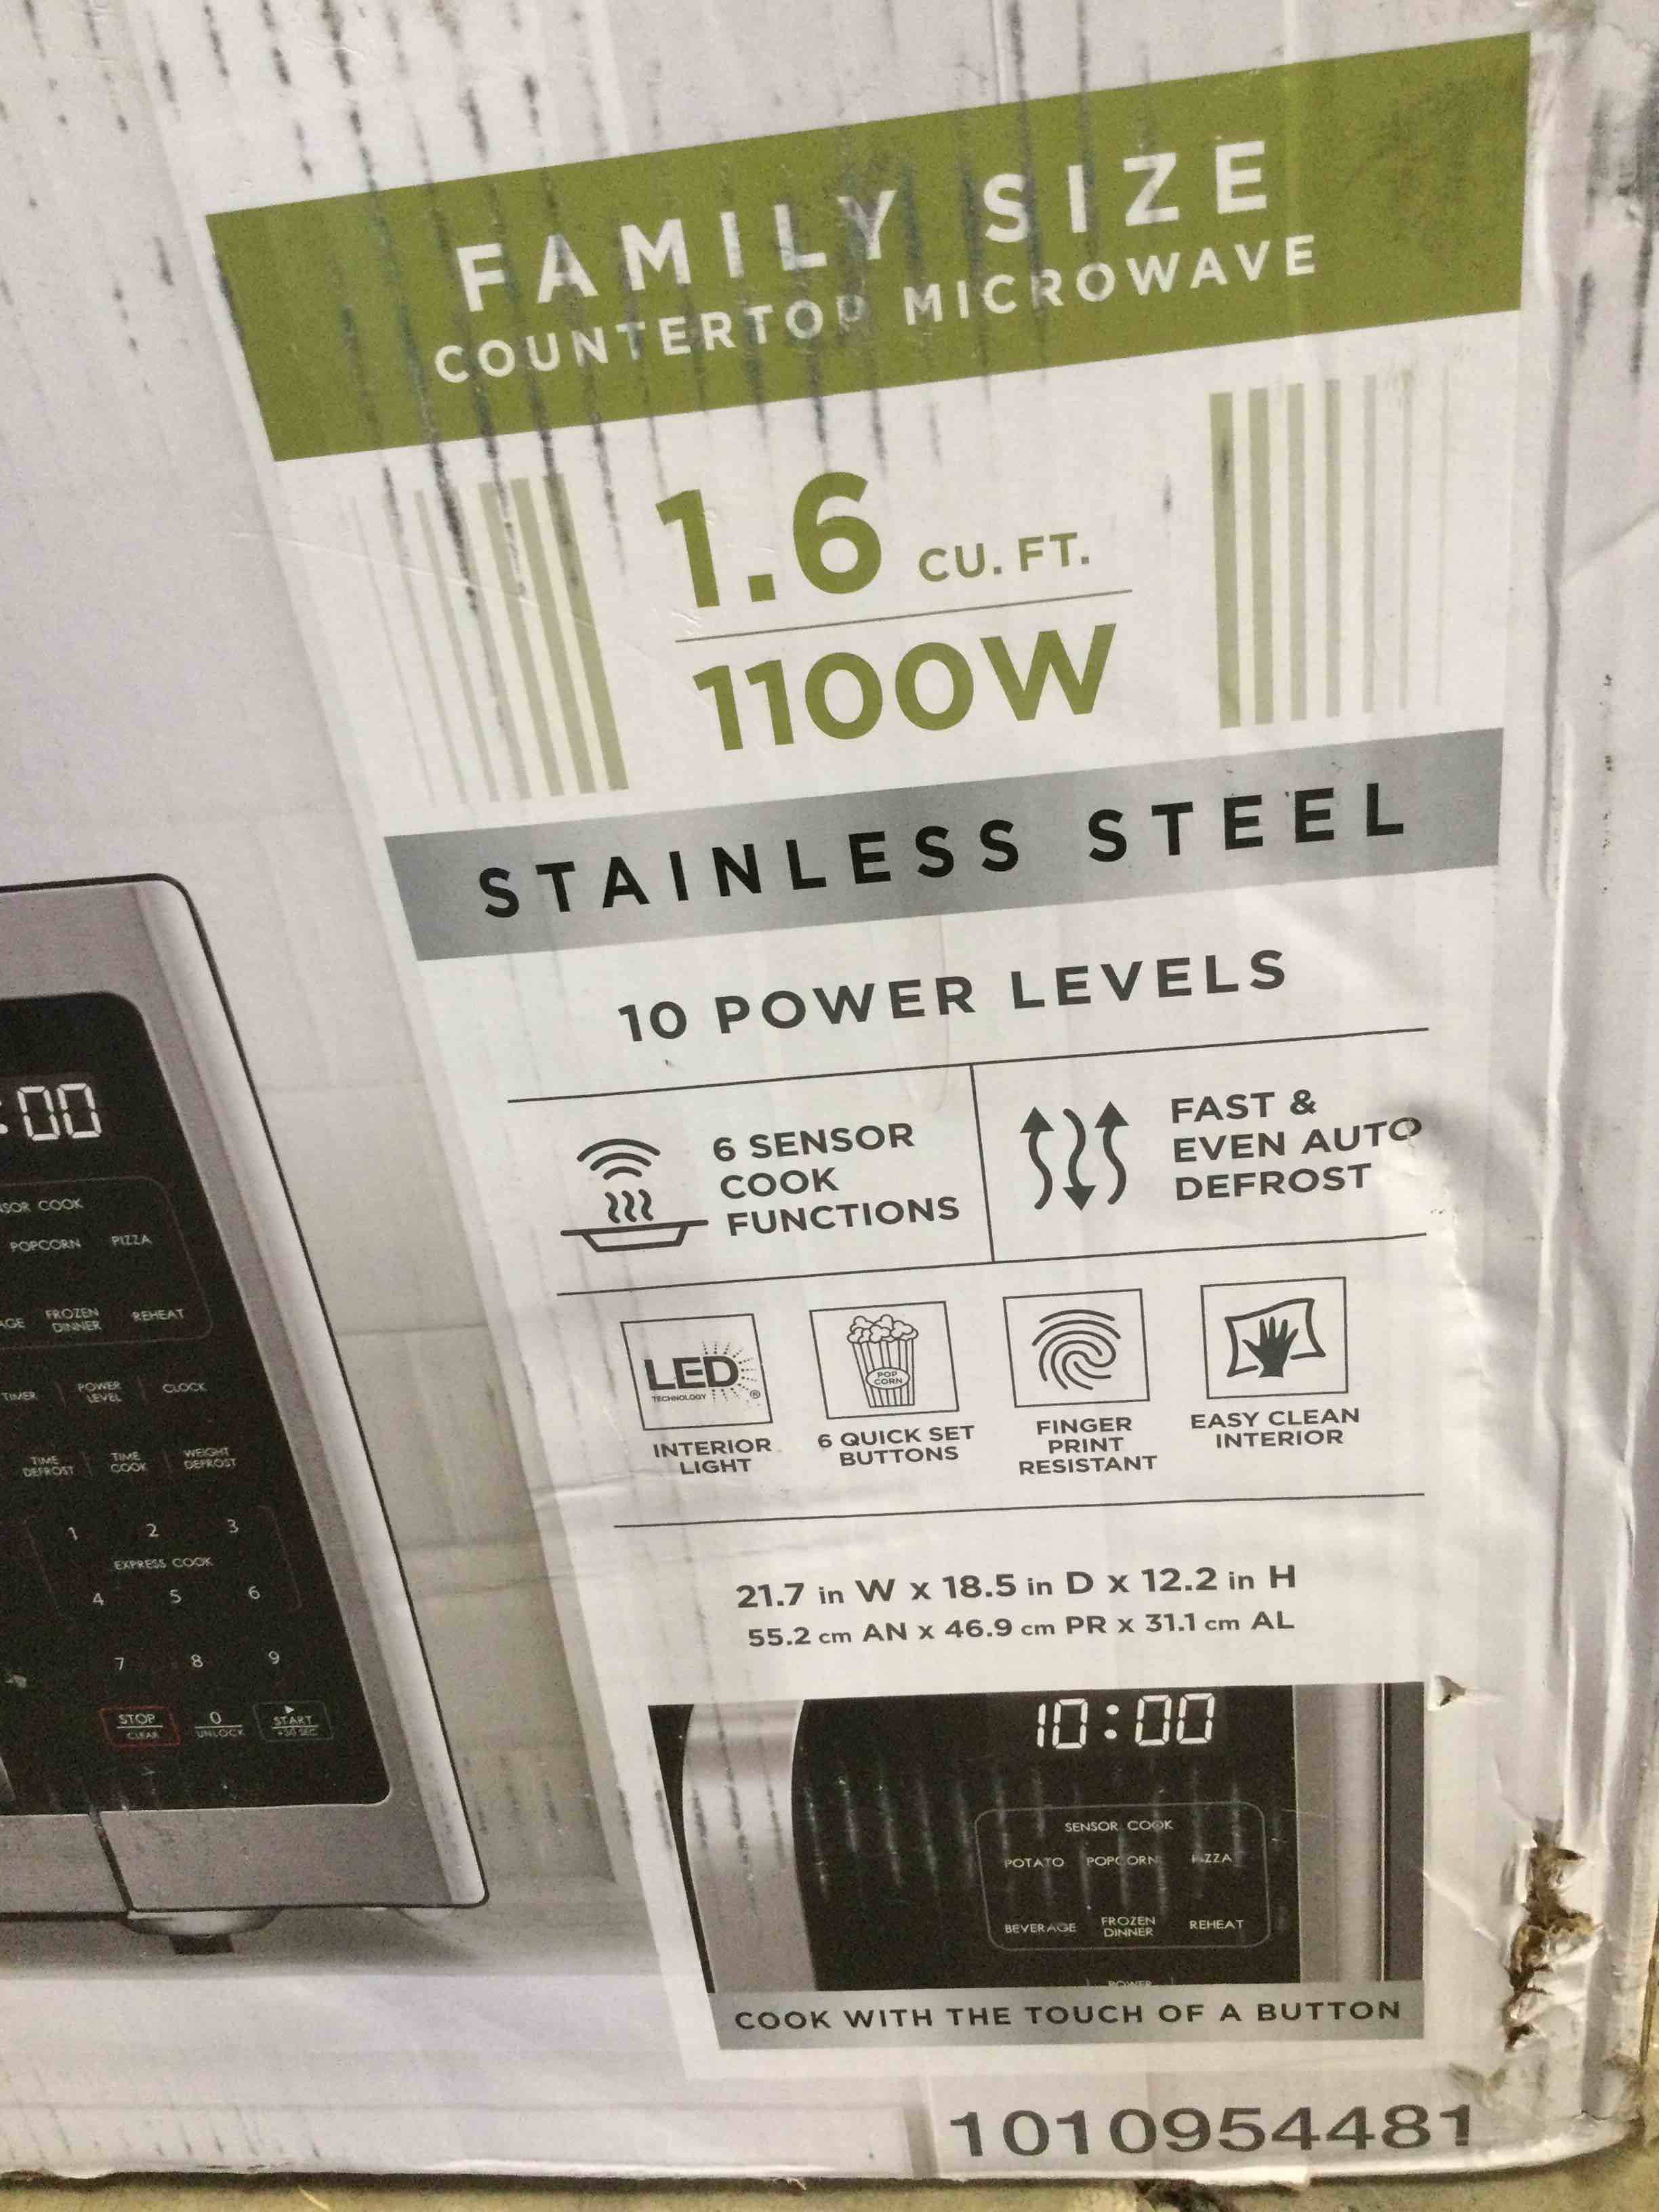 FAMILY SIZE
COUNTERTOP MICROWAVE
1.6 CU. FT.
1100W
STAINLESS STEEL
10 POWER LEVELS
6 SENSOR
COOK
FUNCTIONS
FAST &
EVEN AUTO
DEFROST
LED
TECHNOLOGY ®
INTERIOR
LIGHT
POP
CORN
6 QUICK SET
BUTTONS
FINGER
PRINT
RESISTANT
EASY CLEAN
INTERIOR
21.7 in W x 18.5 in D x 12.2 in H
55.2 cm AN x 46.9 cm PR x 31.1 cm AL
10:00
SENSOR COOK
POTATO POPCORN PIZZA
BEVERAGE FROZEN DINNER REHEAT
POWER
COOK WITH THE TOUCH OF A BUTTON
1010954481
:00
COOK
POPCORN PIZZA
FROZEN
DINNER
REHEAT
TIMER
POWER
LEVEL
CLOCK
TIME
DEFROST
TIME
COOK
WEIGHT
DEFROST
1 2 3
EXPRESS COOK
4 5 6
7 8 9
STOP
CLEAR
0
UNLOCK
START
+30 SEC